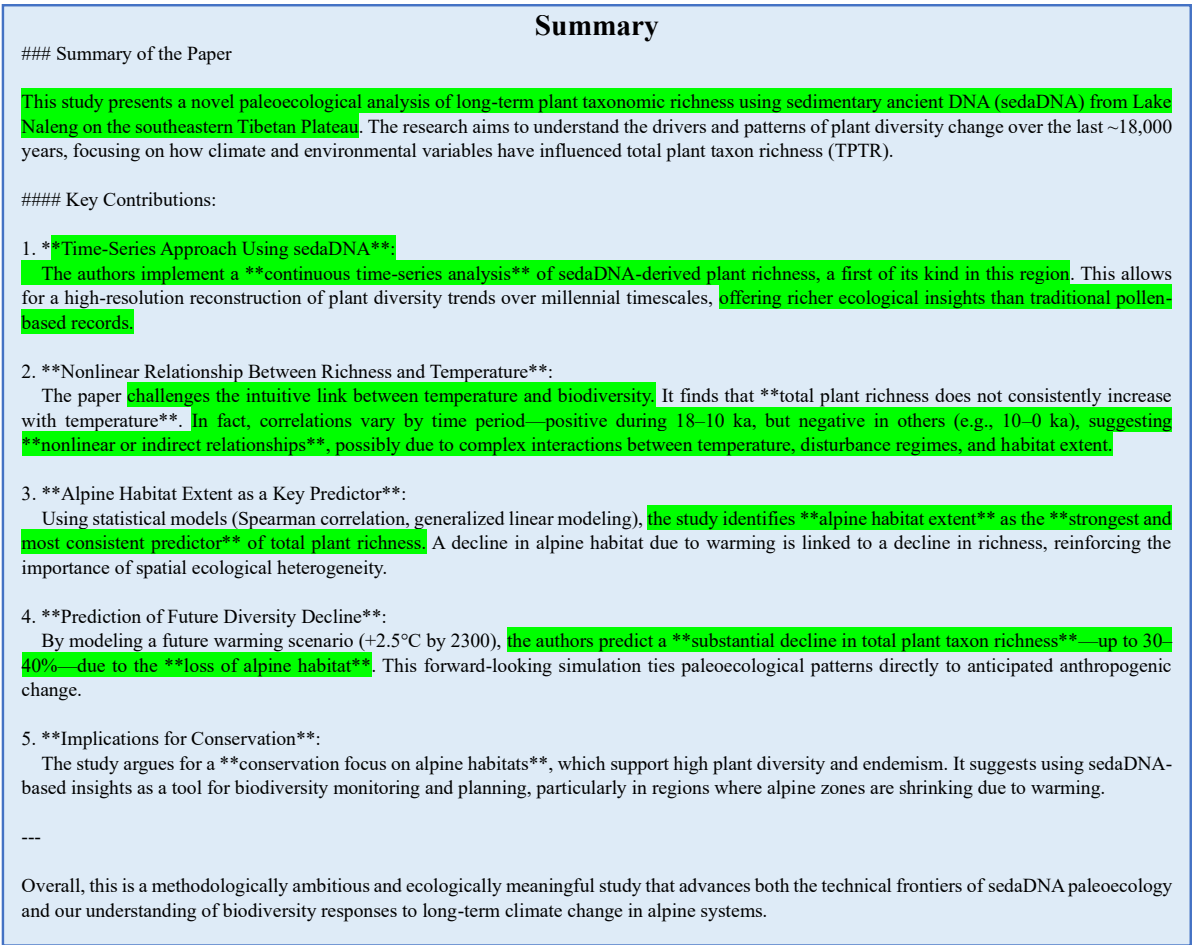 Summary
### Summary of the Paper
This study presents a novel paleoecological analysis of long-term plant taxonomic richness using sedimentary ancient DNA (sedaDNA) from Lake
Naleng on the southeastern Tibetan Plateau. The research aims to understand the drivers and patterns of plant diversity change over the last ~18,000
years, focusing on how climate and environmental variables have influenced total plant taxon richness (TPTR).
#### Key Contributions:
1. **Time-Series Approach Using sedaDNA**:
The authors implement a **continuous time-series analysis** of sedaDNA-derived plant richness, a first of its kind in this region. This allows
for a high-resolution reconstruction of plant diversity trends over millennial timescales, offering richer ecological insights than traditional pollen-
based records.
2. **Nonlinear Relationship Between Richness and Temperature**:
The paper challenges the intuitive link between temperature and biodiversity. It finds that **total plant richness does not consistently increase
with temperature**. In fact, correlations vary by time period—positive during 18–10 ka, but negative in others (e.g., 10–0 ka), suggesting
**nonlinear or indirect relationships**, possibly due to complex interactions between temperature, disturbance regimes, and habitat extent.
3. **Alpine Habitat Extent as a Key Predictor**:
Using statistical models (Spearman correlation, generalized linear modeling), the study identifies **alpine habitat extent** as the **strongest and
most consistent predictor** of total plant richness. A decline in alpine habitat due to warming is linked to a decline in richness, reinforcing the
importance of spatial ecological heterogeneity.
4. **Prediction of Future Diversity Decline**:
By modeling a future warming scenario (+2.5°C by 2300), the authors predict a **substantial decline in total plant taxon richness**—up to 30–
40%—due to the **loss of alpine habitat**. This forward-looking simulation ties paleoecological patterns directly to anticipated anthropogenic
change.
5. **Implications for Conservation**:
The study argues for a **conservation focus on alpine habitats**, which support high plant diversity and endemism. It suggests using sedaDNA-
based insights as a tool for biodiversity monitoring and planning, particularly in regions where alpine zones are shrinking due to warming.
---
Overall, this is a methodologically ambitious and ecologically meaningful study that advances both the technical frontiers of sedaDNA paleoecology
and our understanding of biodiversity responses to long-term climate change in alpine systems.